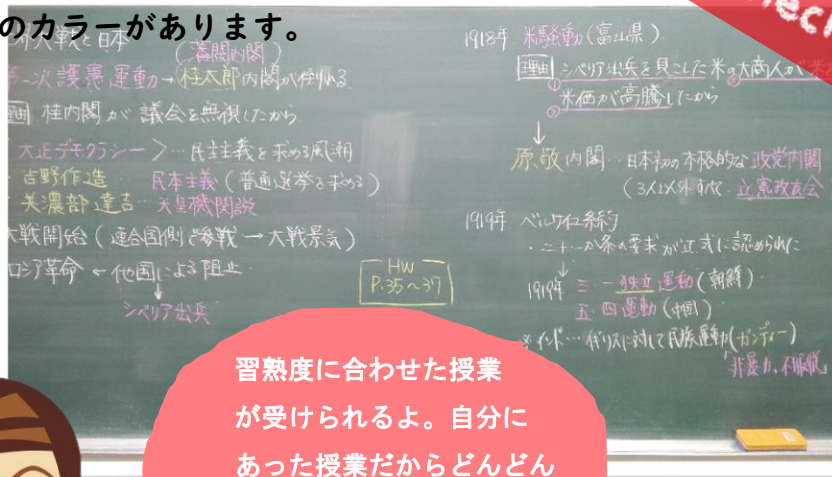 のカラーがあります。
界大戦と日本
(藩閥内閣)
第一次護憲運動→桂太郎内閣が倒れる
理由 桂内閣が議会を無視したから
大正デモクラシー > …民主主義を求める風潮
吉野作造 民本主義(普通選挙を求める)
美濃部達吉…天皇機関説
大戦開始(連合国側で参戦→大戦景気)
ロシア革命←他国による阻止
↓
シベリア出兵
HW
P.35~37
1918年 米騒動(富山県)
理由 シベリア出兵を見こした米の大商人が米
①
②
③米価が高騰したから
↓
原敬内閣…日本初の本格的な政党内閣
(3人以外すべて立憲政友会
1919年 ベルサイユ条約
・二十一か条の要求が正式に認められた
↓
1919年 三・一独立運動(朝鮮)
五・四運動(中国)
※インド…イギリスに対して民族運動(ガンディー)
「非暴力、不服従」
習熟度に合わせた授業
が受けられるよ。自分に
あった授業だからどんどん